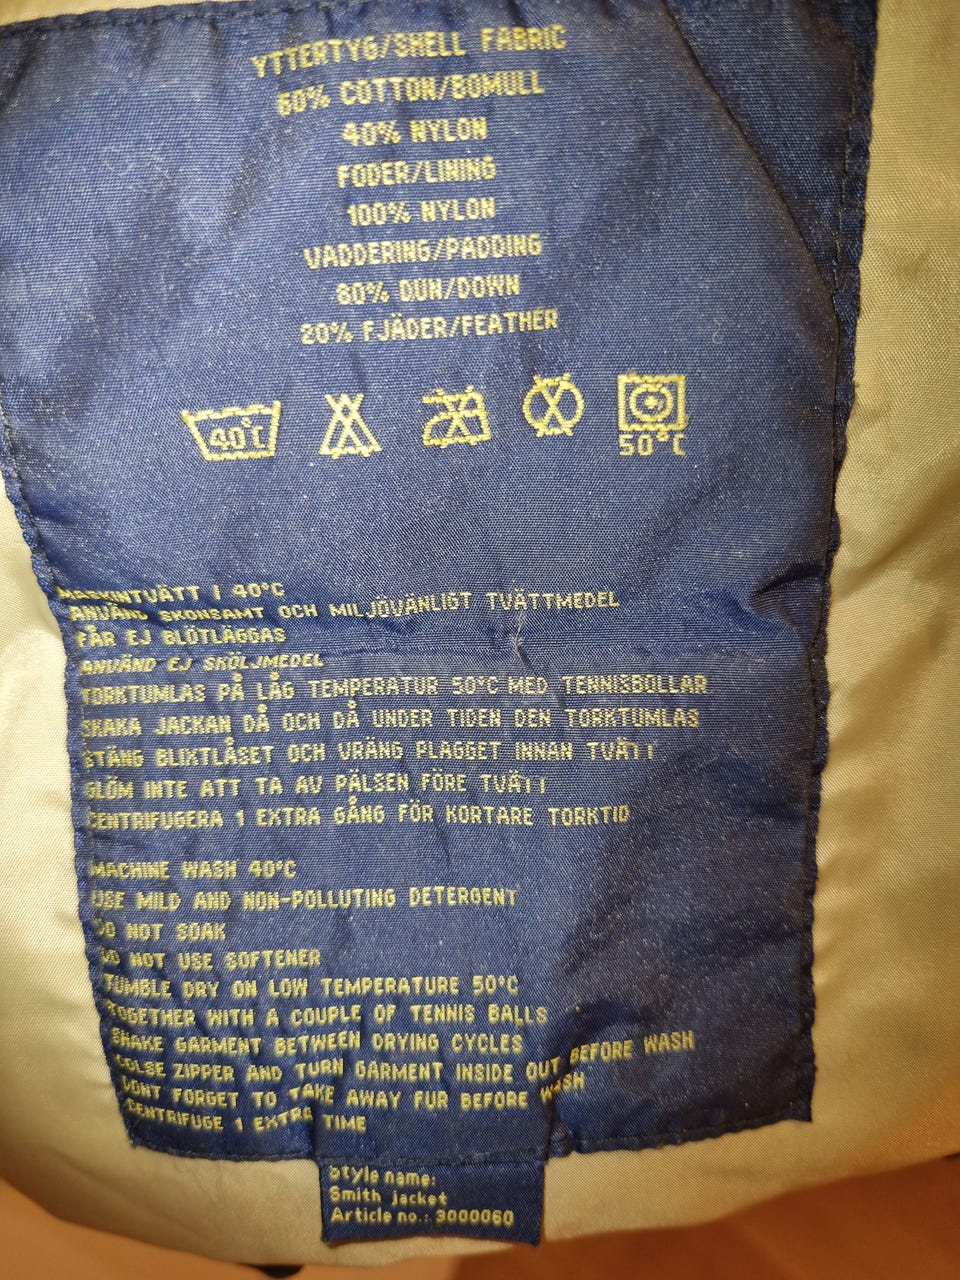 YTTERTYG/SHELL FABRIC
60% COTTON/BOMULL
40% NYLON
FODER/LINING
100% NYLON
VADDERING/PADDING
80% DUN/DOWN
20% FJÄDER/FEATHER
40°C
50°C
MASKINTVÄTT I 40°C
ANVÄND SKONSAMT OCH MILJÖVÄNLIGT TVÄTTMEDEL
FÅR EJ BLÖTLÄGGAS
ANVÄND EJ SKÖLJMEDEL
TORKTUMLAS PÅ LÅG TEMPERATUR 50°C MED TENNISBOLLAR
SKAKA JACKAN DÅ OCH DÅ UNDER TIDEN DEN TORKTUMLAS
STÄNG BLIXTLÅSET OCH VRÄNG PLAGGET INNAN TVÄTT
GLÖM INTE ATT TA AV PÄLSEN FÖRE TVÄTT
CENTRIFUGERA 1 EXTRA GÅNG FÖR KORTARE TORKTID
MACHINE WASH 40°C
USE MILD AND NON-POLLUTING DETERGENT
DO NOT SOAK
DO NOT USE SOFTENER
TUMBLE DRY ON LOW TEMPERATURE 50°C
TOGETHER WITH A COUPLE OF TENNIS BALLS
SHAKE GARMENT BETWEEN DRYING CYCLES
COLSE ZIPPER AND TURN GARMENT INSIDE OUT BEFORE WASH
DONT FORGET TO TAKE AWAY FUR BEFORE WASH
CENTRIFUGE 1 EXTRA TIME
Style name:
Smith jacket
Article no.: 3000060